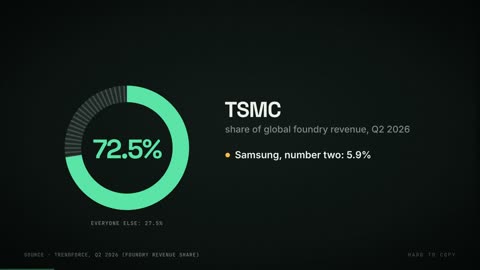 TSMC
share of global foundry revenue, Q2 2026
72.5%
Samsung, number two: 5.9%
EVERYONE ELSE: 27.5%
SOURCE · TRENDFORCE, Q2 2026 (FOUNDRY REVENUE SHARE)
HARD TO COPY